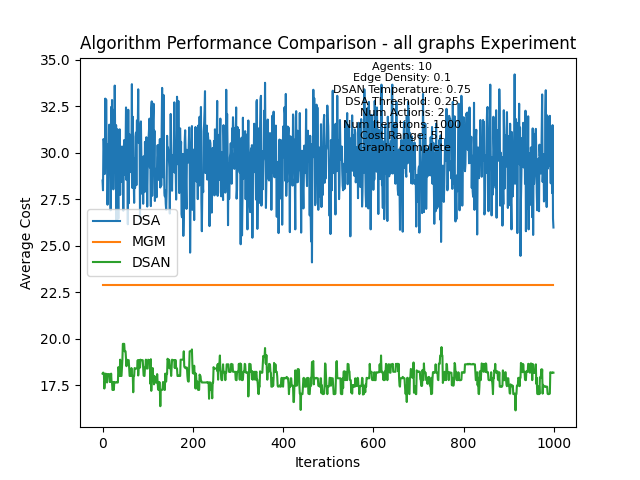 Algorithm Performance Comparison - all graphs Experiment
Agents: 10
Edge Density: 0.1
DSAN Temperature: 0.75
DSA Threshold: 0.25
Num Actions: 2
Num Iterations: 1000
Cost Range: 51
Graph: complete
Average Cost
35.0
32.5
30.0
27.5
25.0
22.5
20.0
17.5
DSA
MGM
DSAN
0
200
400
600
800
1000
Iterations